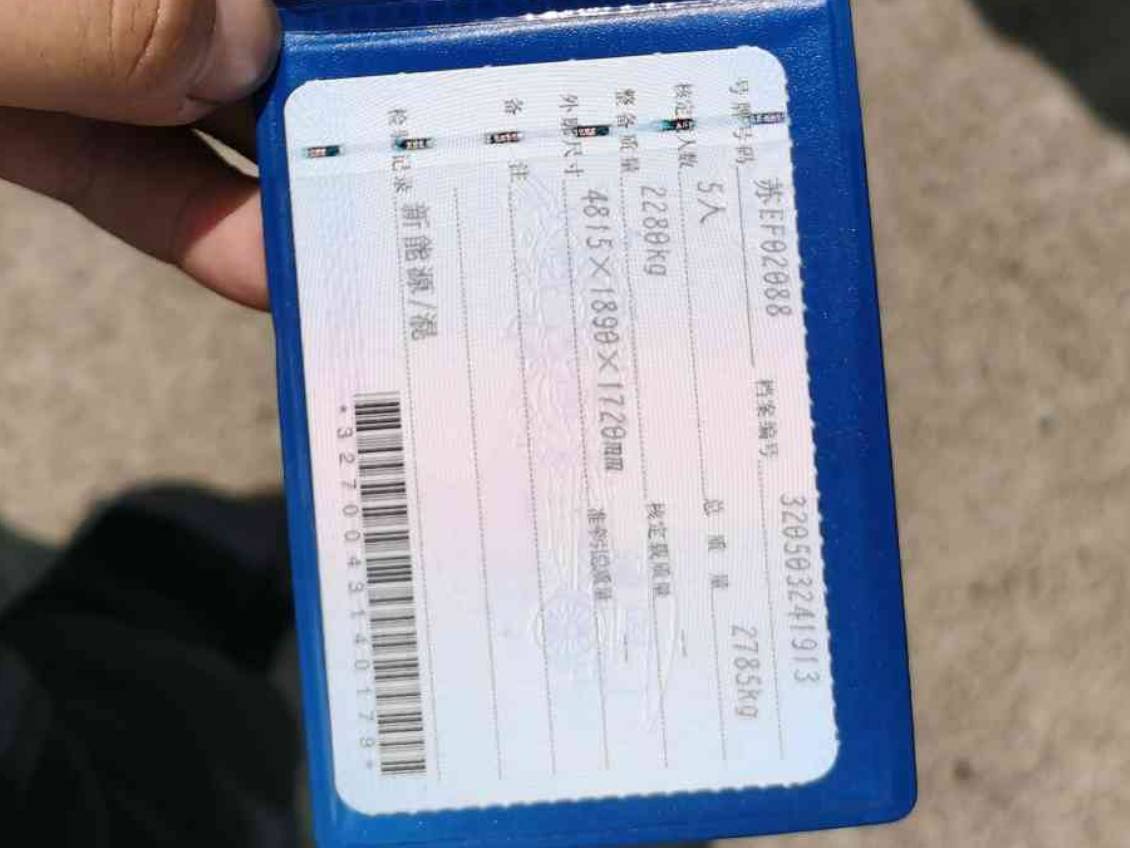 号牌号码 苏EF02088 档案编号 320503241913
核定载人数 5人 总质量 2785kg
整备质量 2280kg 核定载质量 --
外廓尺寸 4815×1890×1720mm 准牵引总质量 --
备注
检验记录 新能源/混
*3270043140179*